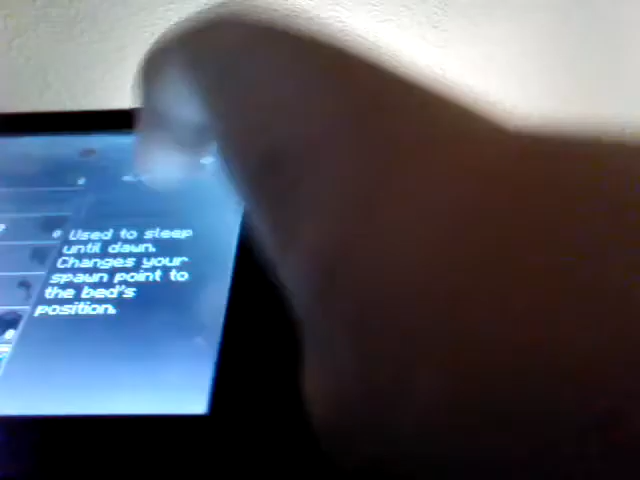 Used to sleep
until dawn.
Changes your
spawn point to
the bed's
position.